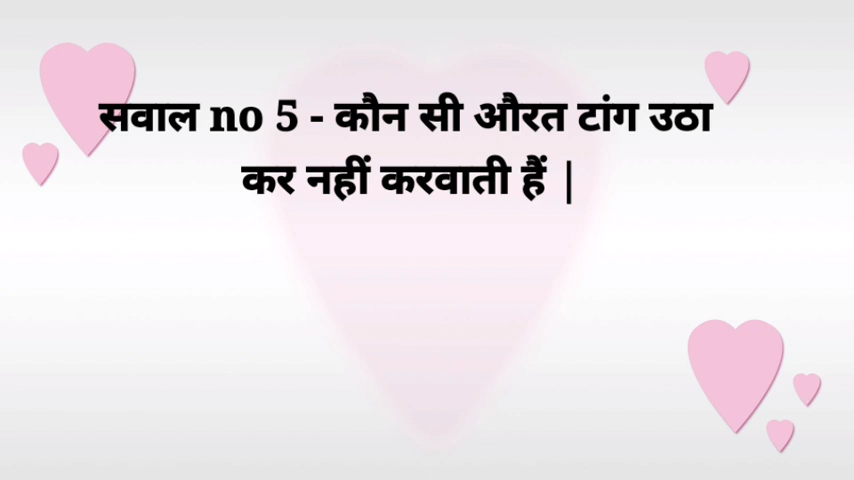 सवाल no 5 - कौन सी औरत टांग उठा
कर नहीं करवाती हैं |